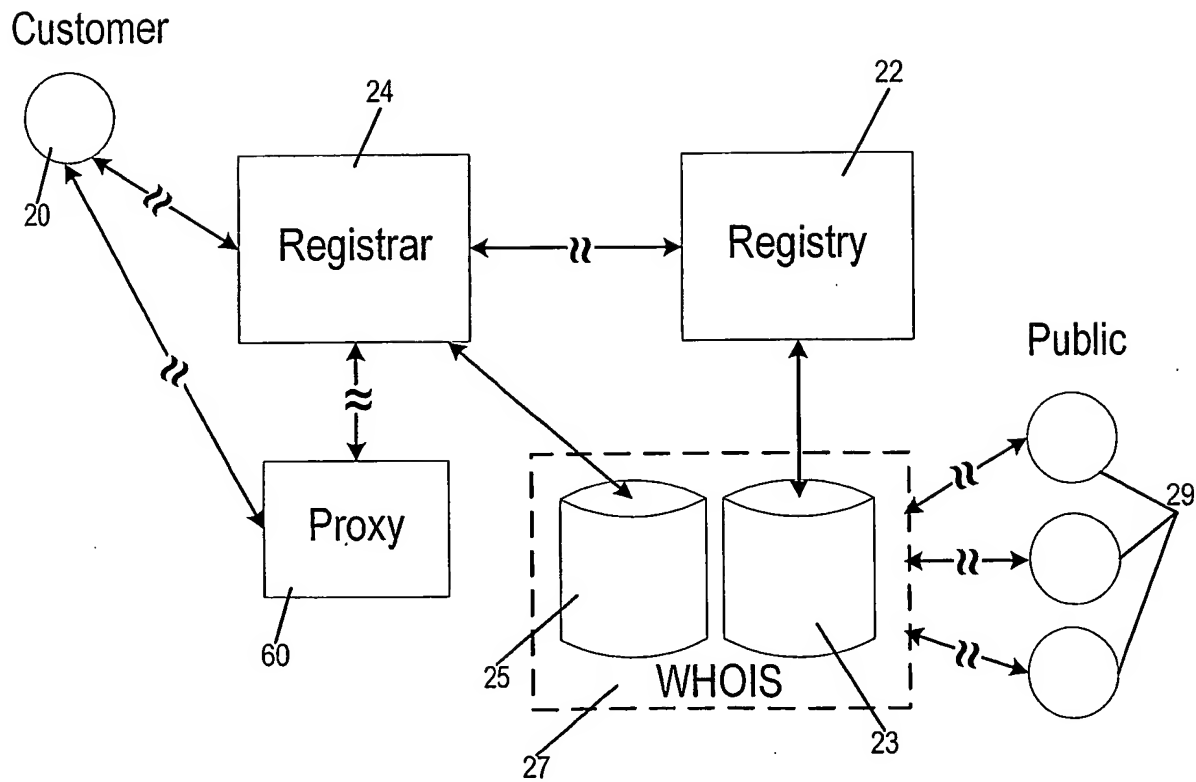 Customer
24
22
20
Registrar
Registry
Public
Proxy
29
60
25
WHOIS
27
23